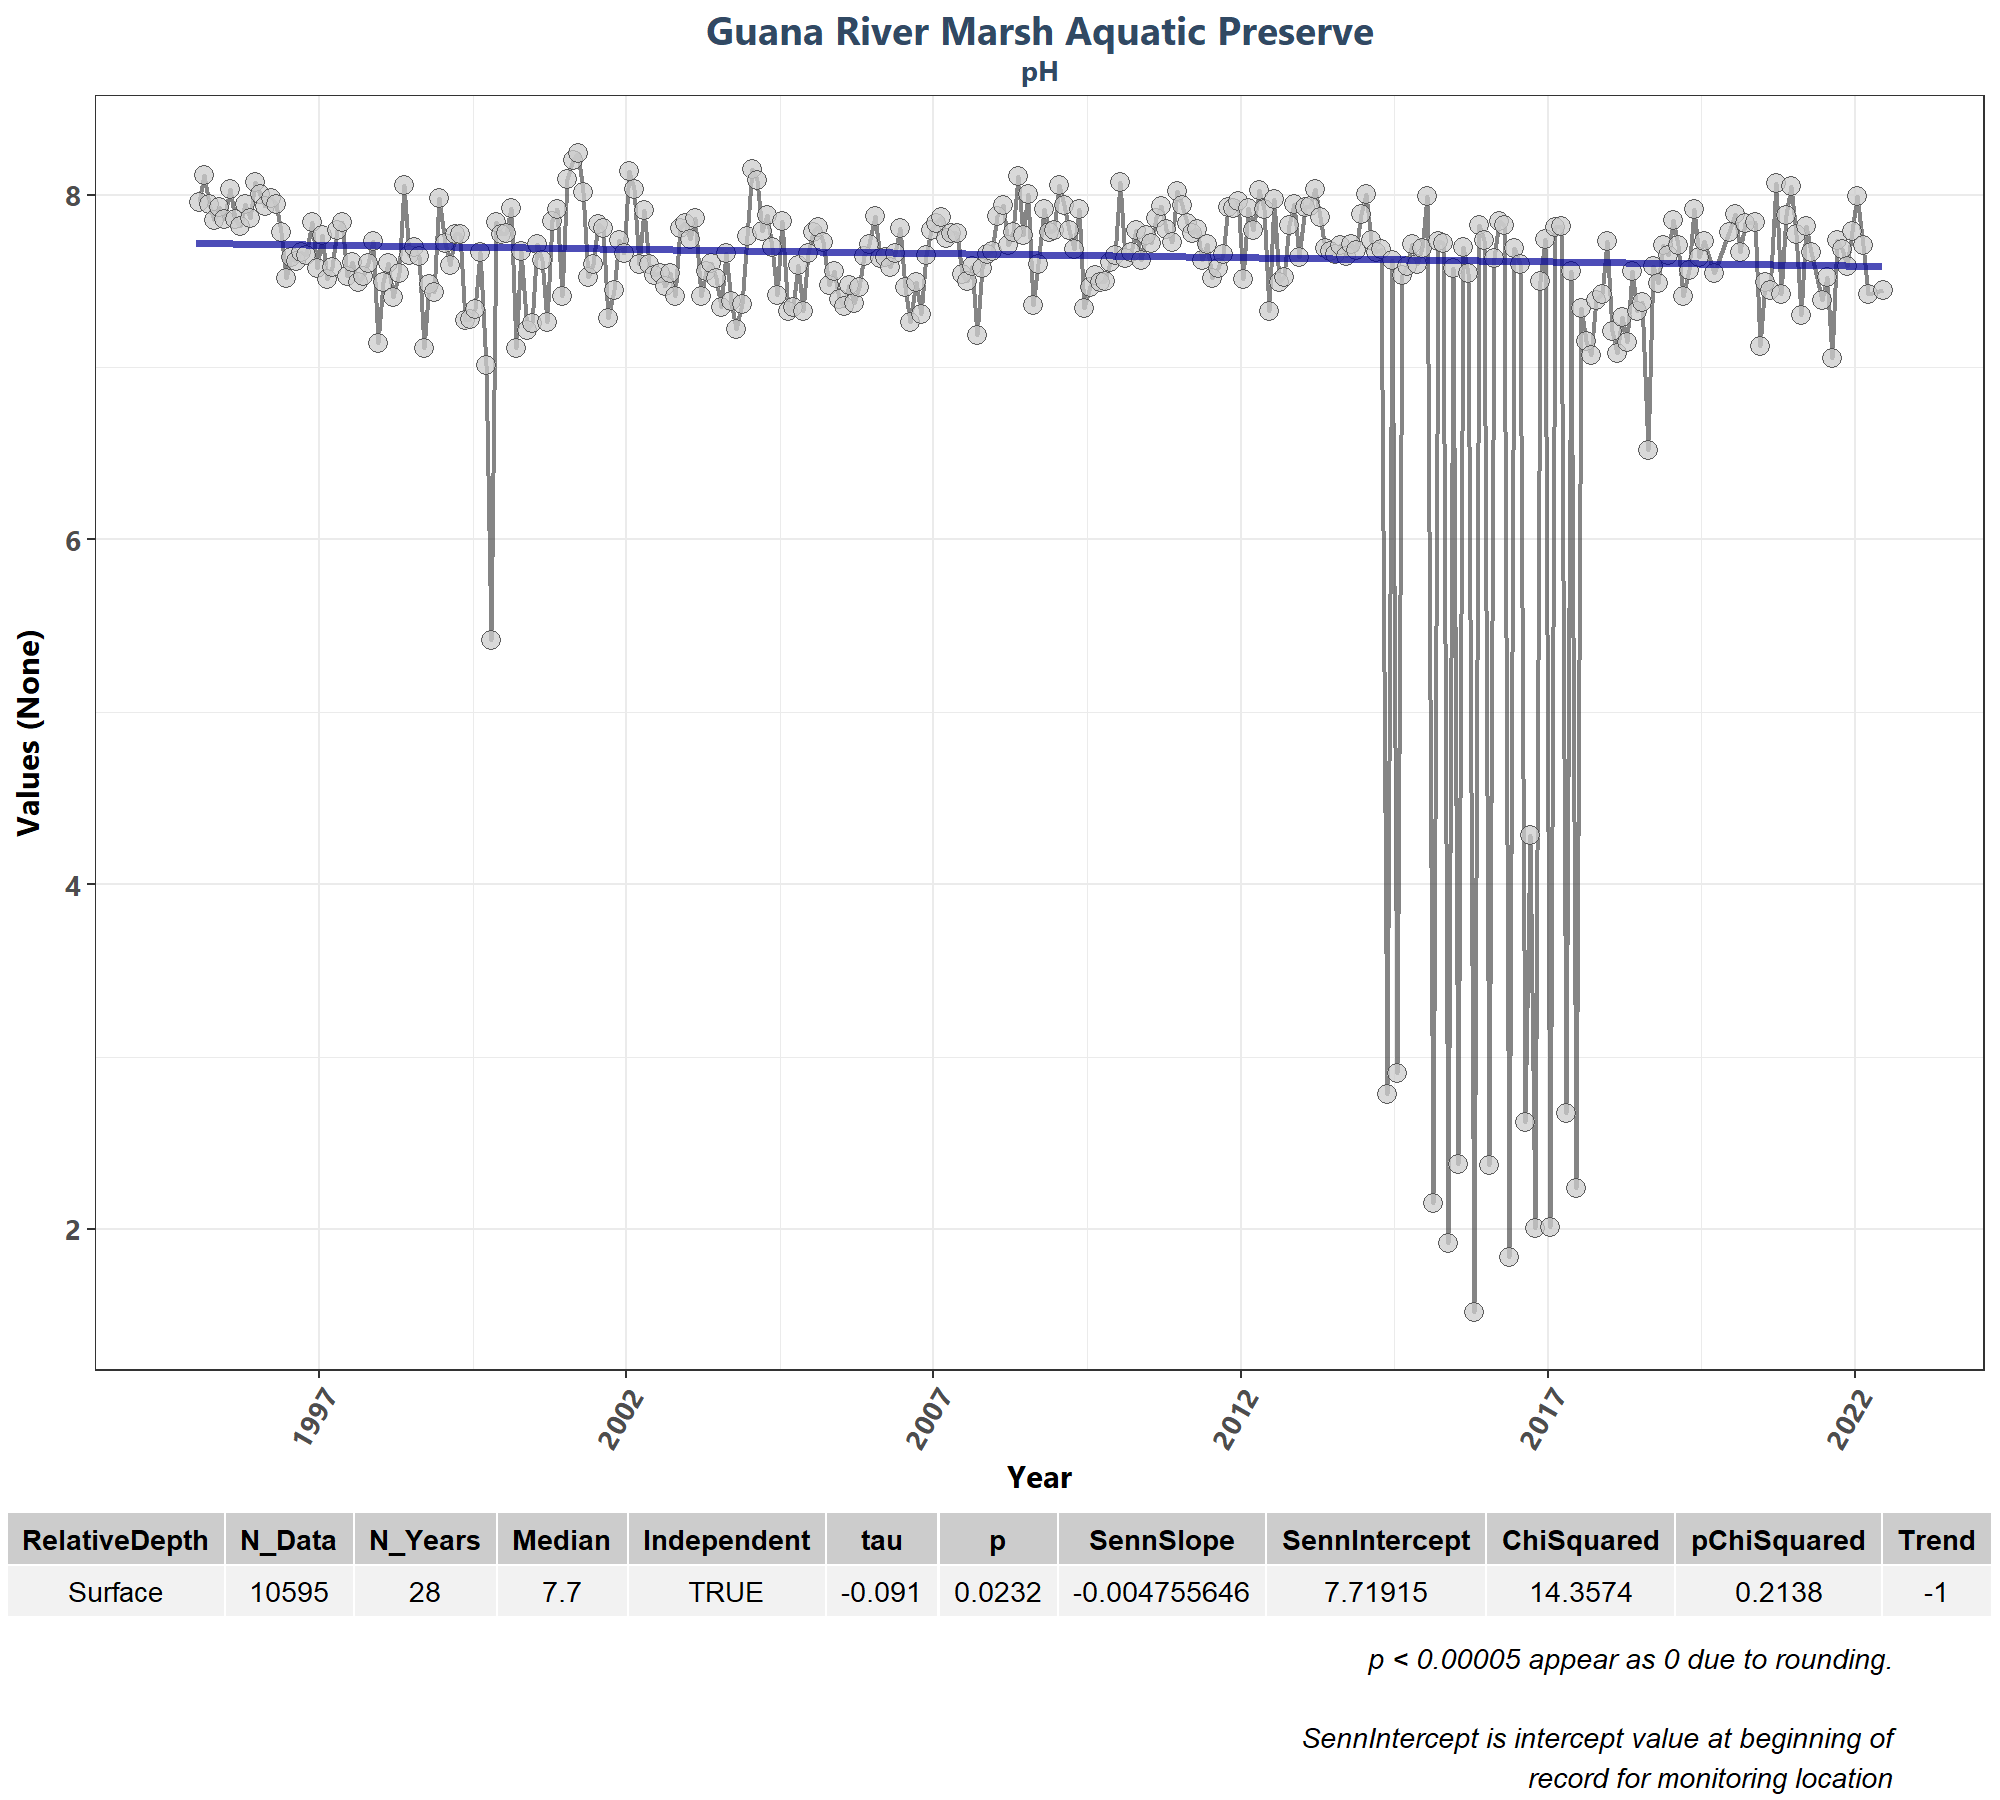 Guana River Marsh Aquatic Preserve
pH
8
6
4
2
Values (None)
1997 2002 2007 2012 2017 2022
Year
RelativeDepth N_Data N_Years Median Independent tau p SennSlope SennIntercept ChiSquared pChiSquared Trend
Surface 10595 28 7.7 TRUE -0.091 0.0232 -0.004755646 7.71915 14.3574 0.2138 -1
p < 0.00005 appear as 0 due to rounding.
SennIntercept is intercept value at beginning of
record for monitoring location